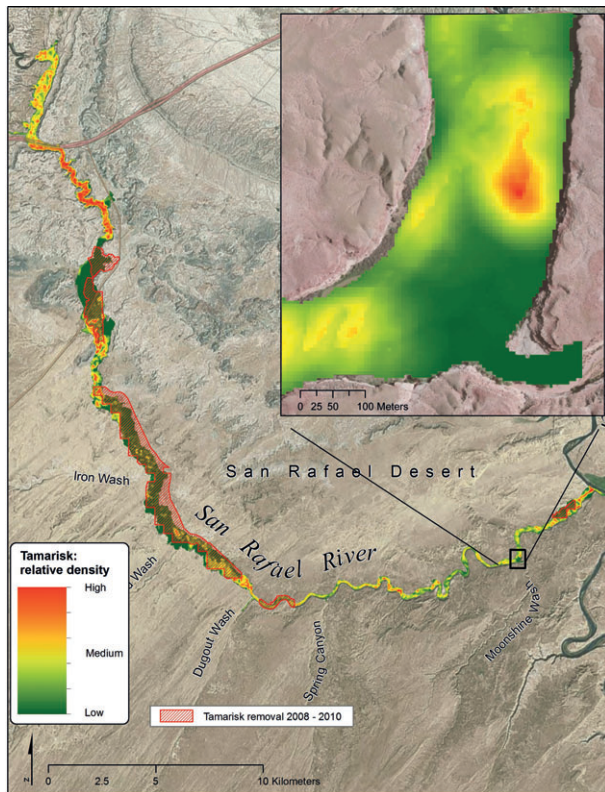 0 25 50 100 Meters
San Rafael Desert
Iron Wash
San Rafael River
Tamarisk:
relative density
High
Medium
Low
Dugout Wash
Spring Canyon
Moonshine Wash
Wash
Tamarisk removal 2008 - 2010
N
0 2.5 5 10 Kilometers